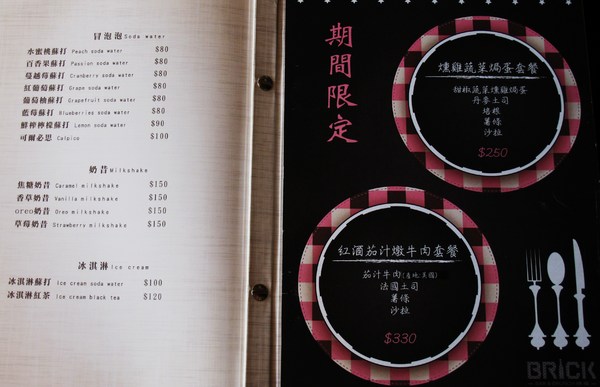 冒泡泡 Soda water
水蜜桃蘇打 Peach soda water $80
百香果蘇打 Passion soda water $80
蔓越莓蘇打 Cranberry soda water $80
紅葡萄蘇打 Grape soda water $80
葡萄柚蘇打 Grapefruit soda water $80
藍莓蘇打 Blueberries soda water $80
鮮榨檸檬蘇打 Lemon soda water $90
可爾必思 Calpico $100
奶昔 Milkshake
焦糖奶昔 Caramel milkshake $150
香草奶昔 Vanilla milkshake $150
oreo奶昔 Oreo milkshake $150
草莓奶昔 Strawberry milkshake $150
冰淇淋 Ice cream
冰淇淋蘇打 Ice cream soda water $100
冰淇淋紅茶 Ice cream black tea $120
期間限定
燻雞蔬菜焗蛋套餐
甜椒蔬菜燻雞焗蛋
丹麥土司
培根
薯條
沙拉
$250
紅酒茄汁燉牛肉套餐
茄汁牛肉(產地:美國)
法國土司
薯條
沙拉
$330
BRICK